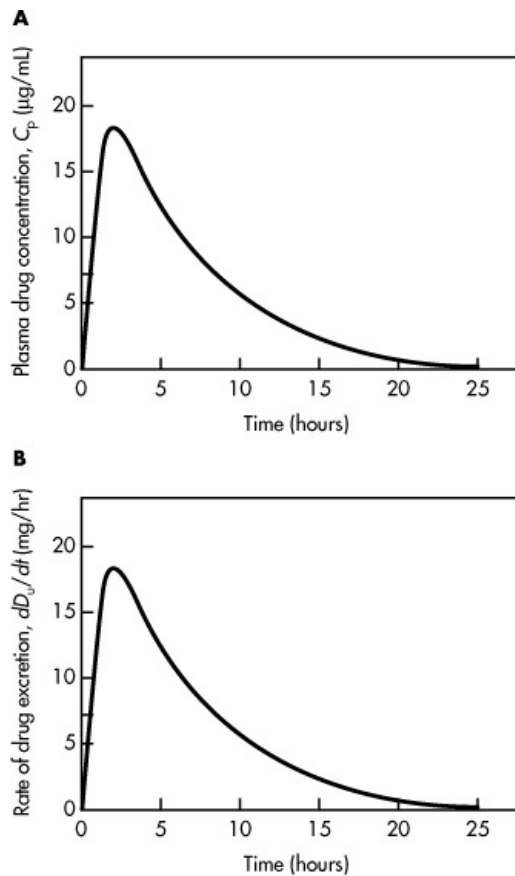 A
Plasma drug concentration, Cp (µg/mL)
20
15
10
5
0
0 5 10 15 20 25
Time (hours)
B
Rate of drug excretion, dDu/dt (mg/hr)
20
15
10
5
0
0 5 10 15 20 25
Time (hours)